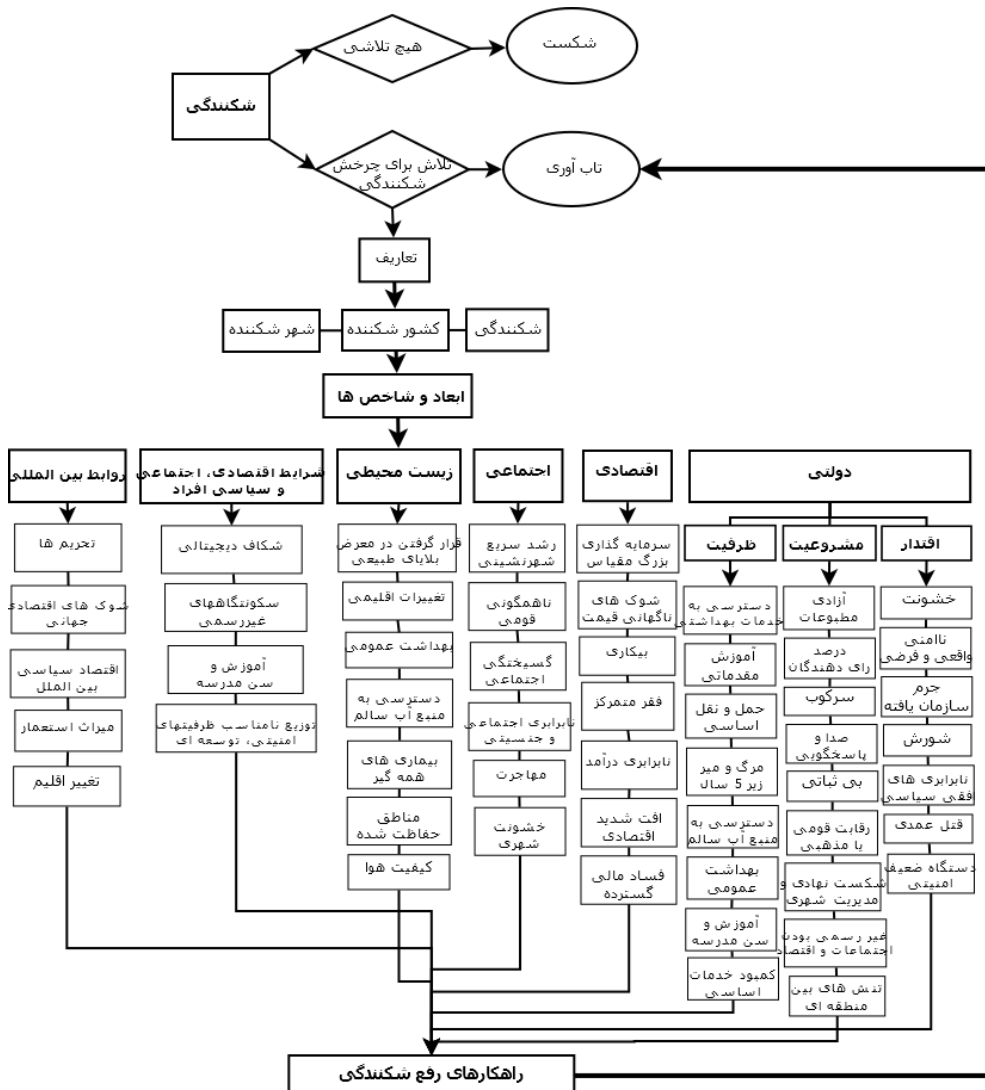 هیچ تلاشی
شکست
شکنندگی
تلاش برای چرخش
شکنندگی
تاب آوری
تعاریف
شکنندگی
کشور شکننده
شهر شکننده
ابعاد و شاخص ها
دولتی
اقتدار
خشونت
ناامنی
واقعی و فرضی
جرم
سازمان یافته
شورش
نابرابری های
افقی سیاسی
قتل عمدی
دستگاه ضعیف
امنیتی
مشروعیت
آزادی
مطبوعات
درصد
رای دهندگان
سرکوب
صدا و
پاسخگویی
بی ثباتی
رقابت قومی
یا مذهبی
شکست نهادی و
مدیریت شهری
غیر رسمی بودن
اجتماعات و اقتصاد
تنش های بین
منطقه ای
ظرفیت
دسترسی به
خدمات بهداشتی
آموزش
مقدماتی
حمل و نقل
اساسی
مرگ و میر
زیر 5 سال
دسترسی به
منبع آب سالم
بهداشت
عمومی
آموزش و
سن مدرسه
کمبود خدمات
اساسی
اقتصادی
سرمایه گذاری
بزرگ مقیاس
شوک های
ناگهانی قیمت
بیکاری
فقر متمرکز
نابرابری درآمد
افت شدید
اقتصادی
فساد مالی
گسترده
اجتماعی
رشد سریع
شهرنشینی
ناهمگونی
قومی
گسیختگی
اجتماعی
نابرابری اجتماعی
و جنسیتی
مهاجرت
خشونت
شهری
زیست محیطی
قرار گرفتن در معرض
بلایای طبیعی
تغییرات اقلیمی
بهداشت عمومی
دسترسی به
منبع آب سالم
بیماری های
همه گیر
مناطق
حفاظت شده
کیفیت هوا
شرایط اقتصادی، اجتماعی
و سیاسی افراد
شکاف دیجیتالی
سکونتگاههای
غیررسمی
آموزش و
سن مدرسه
توزیع نامناسب ظرفیتهای
امنیتی، توسعه ای
روابط بین المللی
تحریم ها
شوک های اقتصادی
جهانی
اقتصاد سیاسی
بین الملل
میراث استعمار
تغییر اقلیم
راهکارهای رفع شکنندگی